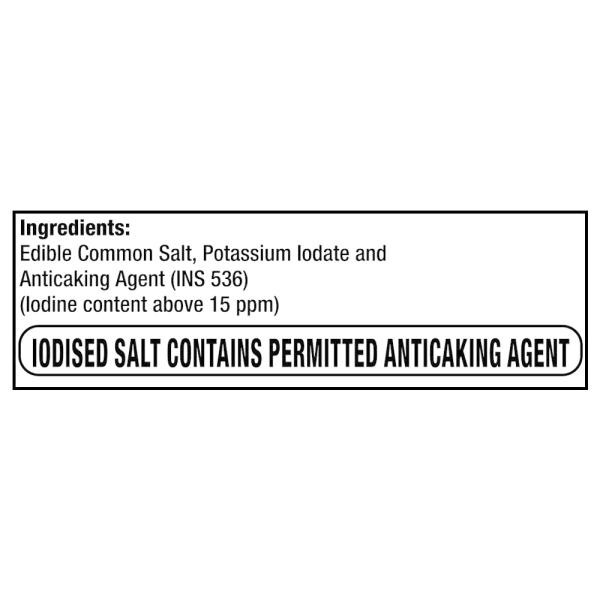 Ingredients:
Edible Common Salt, Potassium Iodate and
Anticaking Agent (INS 536)
(Iodine content above 15 ppm)
IODISED SALT CONTAINS PERMITTED ANTICAKING AGENT